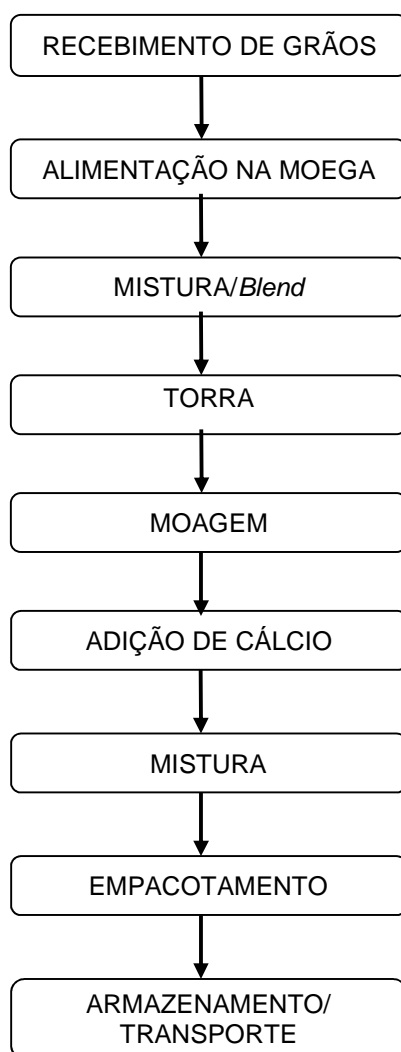 RECEBIMENTO DE GRÃOS
ALIMENTAÇÃO NA MOEGA
MISTURA/Blend
TORRA
MOAGEM
ADIÇÃO DE CÁLCIO
MISTURA
EMPACOTAMENTO
ARMAZENAMENTO/
TRANSPORTE